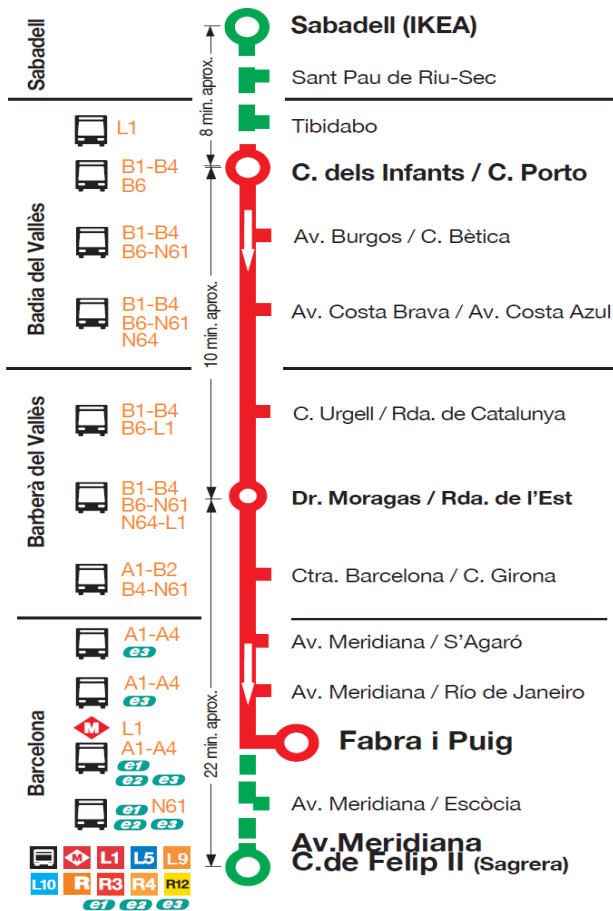 Sabadell
Sabadell (IKEA)
Sant Pau de Riu-Sec
8 min. aprox.
Badia del Vallès
L1
Tibidabo
B1-B4
B6
C. dels Infants / C. Porto
B1-B4
B6-N61
Av. Burgos / C. Bètica
B1-B4
B6-N61
N64
Av. Costa Brava / Av. Costa Azul
10 min. aprox.
Barberà del Vallès
B1-B4
B6-L1
C. Urgell / Rda. de Catalunya
B1-B4
B6-N61
N64-L1
Dr. Moragas / Rda. de l'Est
A1-B2
B4-N61
Ctra. Barcelona / C. Girona
Barcelona
A1-A4
e3
Av. Meridiana / S'Agaró
A1-A4
e3
Av. Meridiana / Río de Janeiro
22 min. aprox.
M L1
A1-A4
e1
e2 e3
Fabra i Puig
e1 N61
e2 e3
Av. Meridiana / Escòcia
Av.Meridiana
C.de Felip II (Sagrera)
M L1 L5 L9
L10 R R3 R4 R12
e1 e2 e3